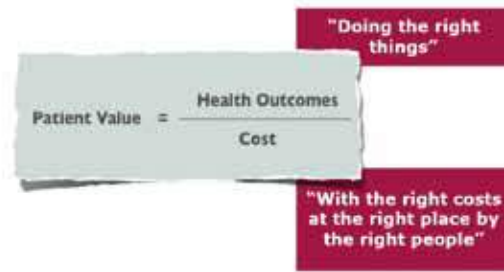 "Doing the right
things"
Health Outcomes
Patient Value =
Cost
"With the right costs
at the right place by
the right people"